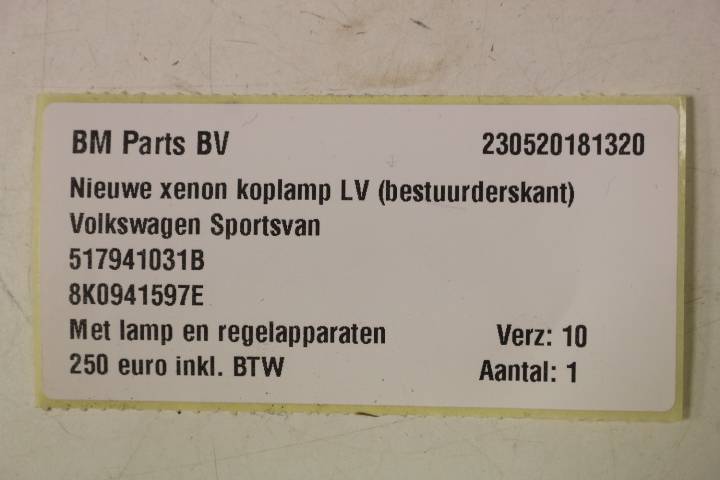 BM Parts BV 230520181320
Nieuwe xenon koplamp LV (bestuurderskant)
Volkswagen Sportsvan
517941031B
8K0941597E
Met lamp en regelapparaten Verz: 10
250 euro inkl. BTW Aantal: 1